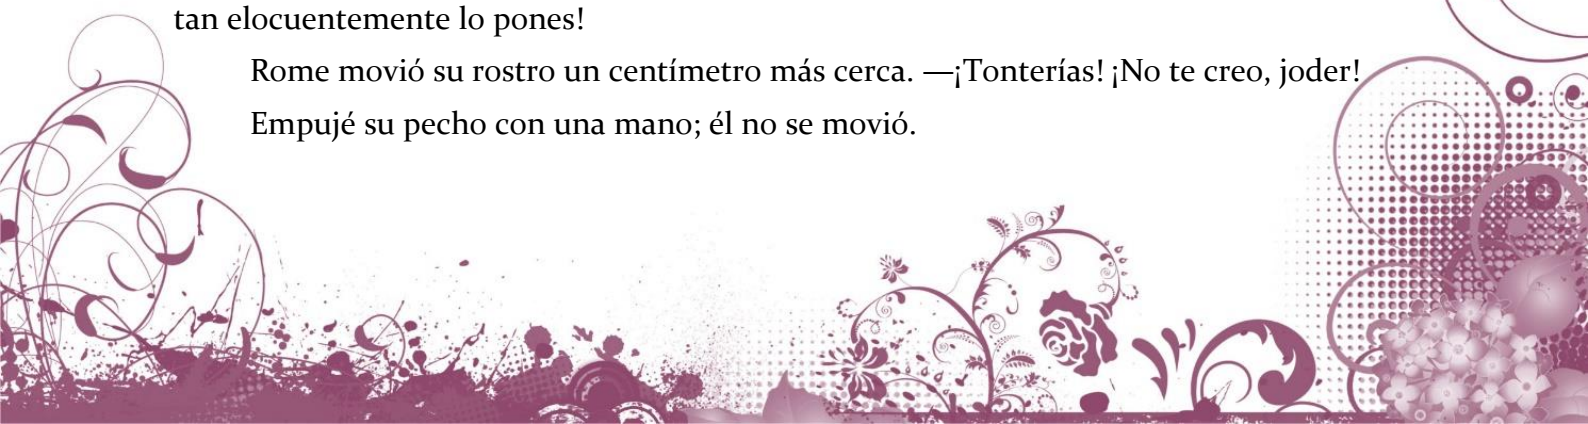 tan elocuentemente lo pones!
Rome movió su rostro un centímetro más cerca. —¡Tonterías! ¡No te creo, joder!
Empujé su pecho con una mano; él no se movió.